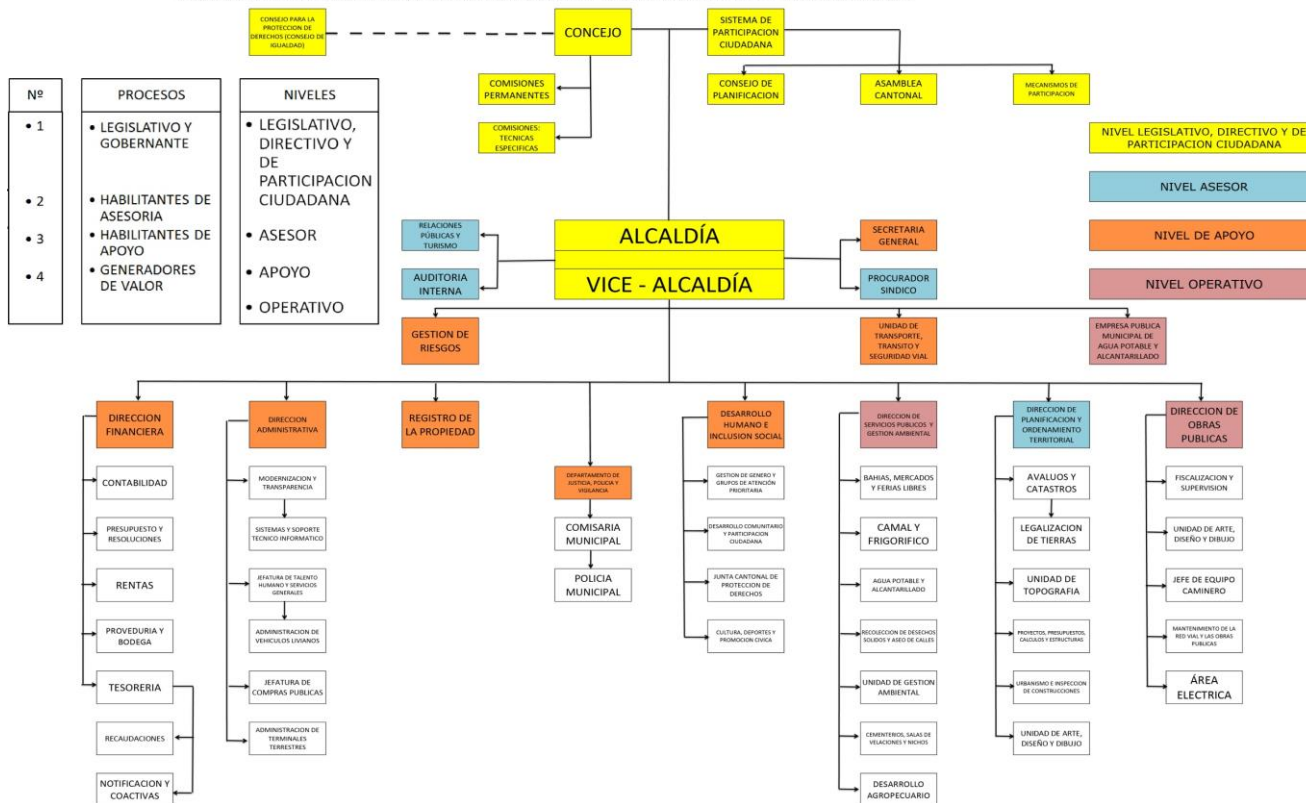 CONSEJO PARA LA
PROTECCION DE
DERECHOS (CONSEJO DE
IGUALDAD)
CONCEJO
SISTEMA DE
PARTICIPACION
CIUDADANA
COMISIONES
PERMANENTES
CONSEJO DE
PLANIFICACION
ASAMBLEA
CANTONAL
MECANISMOS DE
PARTICIPACION
COMISIONES:
TECNICAS
ESPECIFICAS
Nº
• 1
• 2
• 3
• 4
PROCESOS
• LEGISLATIVO Y
GOBERNANTE
• HABILITANTES DE
ASESORIA
• HABILITANTES DE
APOYO
• GENERADORES
DE VALOR
NIVELES
• LEGISLATIVO,
DIRECTIVO Y
DE
PARTICIPACION
CIUDADANA
• ASESOR
• APOYO
• OPERATIVO
NIVEL LEGISLATIVO, DIRECTIVO Y DE
PARTICIPACION CIUDADANA
NIVEL ASESOR
NIVEL DE APOYO
NIVEL OPERATIVO
RELACIONES
PÚBLICAS Y
TURISMO
AUDITORIA
INTERNA
ALCALDÍA
VICE - ALCALDÍA
SECRETARIA
GENERAL
PROCURADOR
SINDICO
GESTION DE
RIESGOS
UNIDAD DE
TRANSPORTE,
TRANSITO Y
SEGURIDAD VIAL
EMPRESA PUBLICA
MUNICIPAL DE
AGUA POTABLE Y
ALCANTARILLADO
DIRECCION
FINANCIERA
CONTABILIDAD
PRESUPUESTO Y
RESOLUCIONES
RENTAS
PROVEDURIA Y
BODEGA
TESORERIA
RECAUDACIONES
NOTIFICACION Y
COACTIVAS
DIRECCION
ADMINISTRATIVA
MODERNIZACION Y
TRANSPARENCIA
SISTEMAS Y SOPORTE
TECNICO INFORMATICO
JEFATURA DE TALENTO
HUMANO Y SERVICIOS
GENERALES
ADMINISTRACION DE
VEHICULOS LIVIANOS
JEFATURA DE
COMPRAS PUBLICAS
ADMINISTRACION DE
TERMINALES
TERRESTRES
REGISTRO DE
LA PROPIEDAD
DEPARTAMENTO DE
JUSTICIA, POLICIA Y
VIGILANCIA
COMISARIA
MUNICIPAL
POLICIA
MUNICIPAL
DESARROLLO
HUMANO E
INCLUSION SOCIAL
GESTION DE GENERO Y
GRUPOS DE ATENCIÓN
PRIORITARIA
DESARROLLO COMUNITARIO
Y PARTICIPACION
CIUDADANA
JUNTA CANTONAL DE
PROTECCION DE
DERECHOS
CULTURA, DEPORTES Y
PROMOCION CIVICA
DIRECCION DE
SERVICIOS PUBLICOS Y
GESTION AMBIENTAL
BAHIAS, MERCADOS
Y FERIAS LIBRES
CAMAL Y
FRIGORIFICO
AGUA POTABLE Y
ALCANTARILLADO
RECOLECCIÓN DE DESECHOS
SOLIDOS Y ASEO DE CALLES
UNIDAD DE GESTION
AMBIENTAL
CEMENTERIOS, SALAS DE
VELACIONES Y NICHOS
DESARROLLO
AGROPECUARIO
DIRECCION DE
PLANIFICACION Y
ORDENAMIENTO
TERRITORIAL
AVALUOS Y
CATASTROS
LEGALIZACION
DE TIERRAS
UNIDAD DE
TOPOGRAFIA
PROYECTOS, PRESUPUESTOS,
CALCULOS Y ESTRUCTURAS
URBANISMO E INSPECCION
DE CONSTRUCCIONES
UNIDAD DE ARTE,
DISEÑO Y DIBUJO
DIRECCION DE
OBRAS
PUBLICAS
FISCALIZACION Y
SUPERVISION
UNIDAD DE ARTE,
DISEÑO Y DIBUJO
JEFE DE EQUIPO
CAMINERO
MANTENIMIENTO DE LA
RED VIAL Y LAS OBRAS
PUBLICAS
ÁREA
ELECTRICA